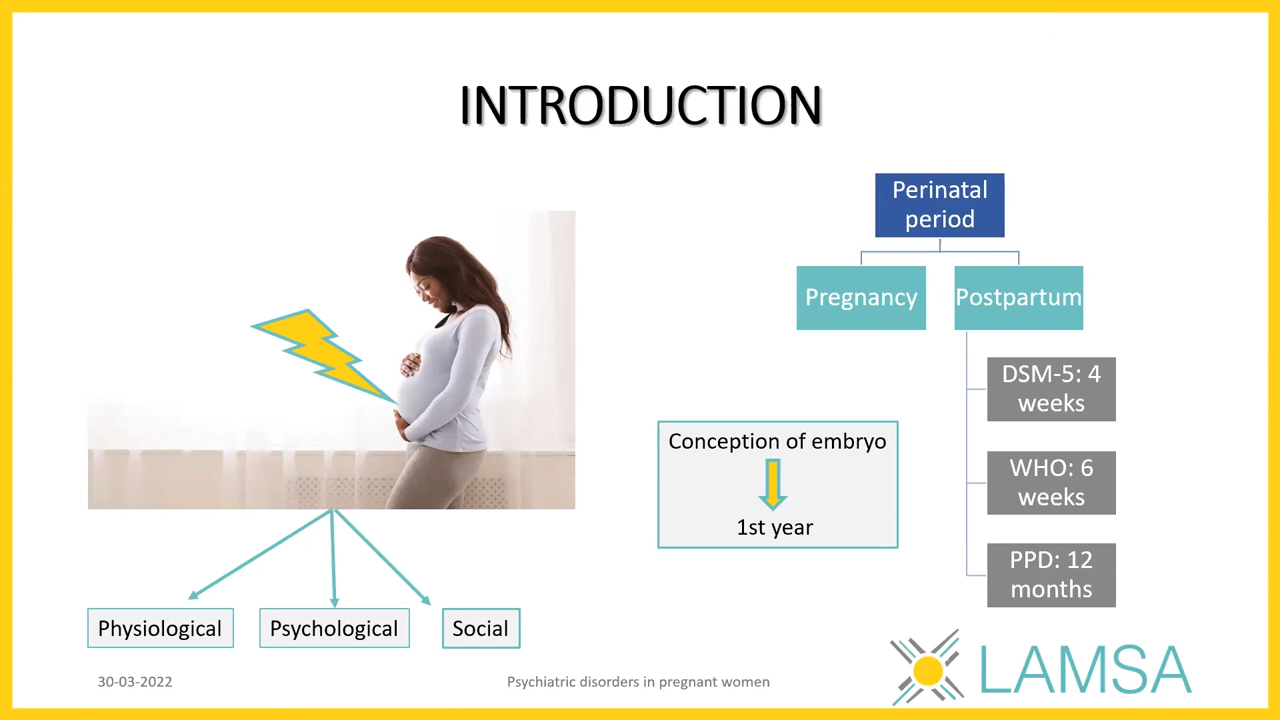 INTRODUCTION
Perinatal
period
Pregnancy
Postpartum
DSM-5: 4
weeks
WHO: 6
weeks
PPD: 12
months
Conception of embryo
1st year
Physiological
Psychological
Social
30-03-2022
Psychiatric disorders in pregnant women
LAMSA